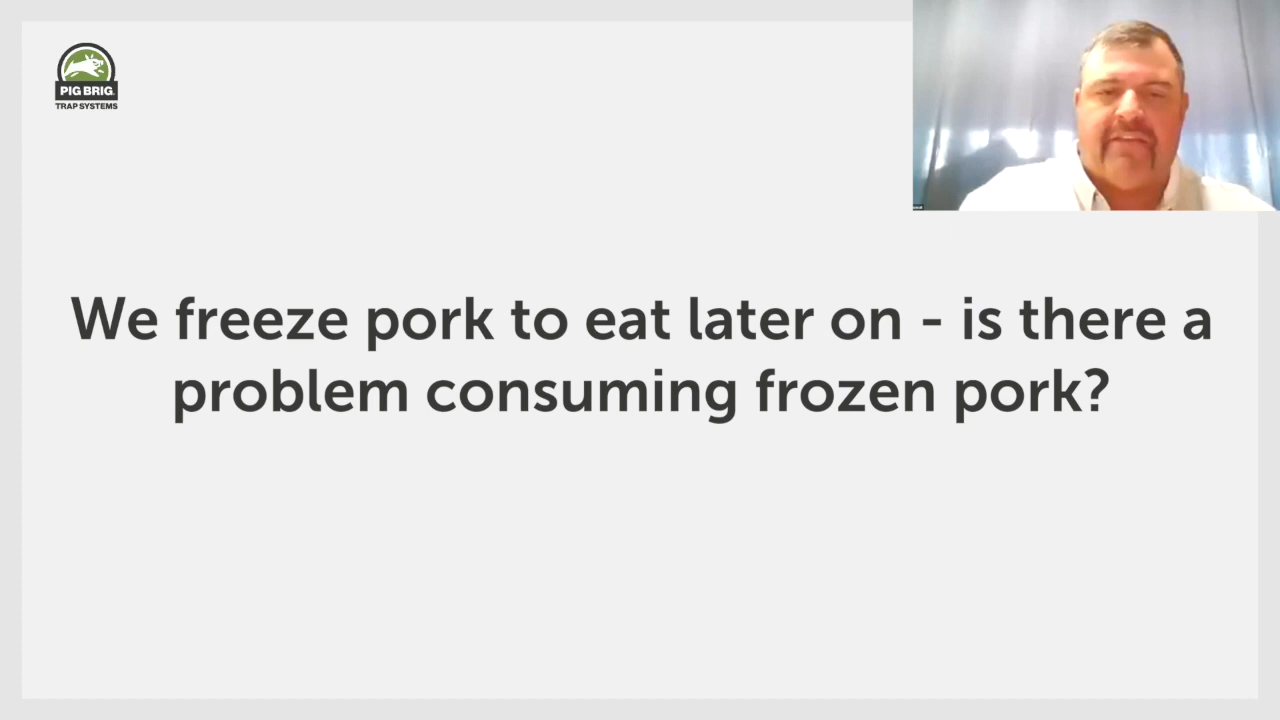 PIG BRIG
TRAP SYSTEMS
We freeze pork to eat later on - is there a
problem consuming frozen pork?